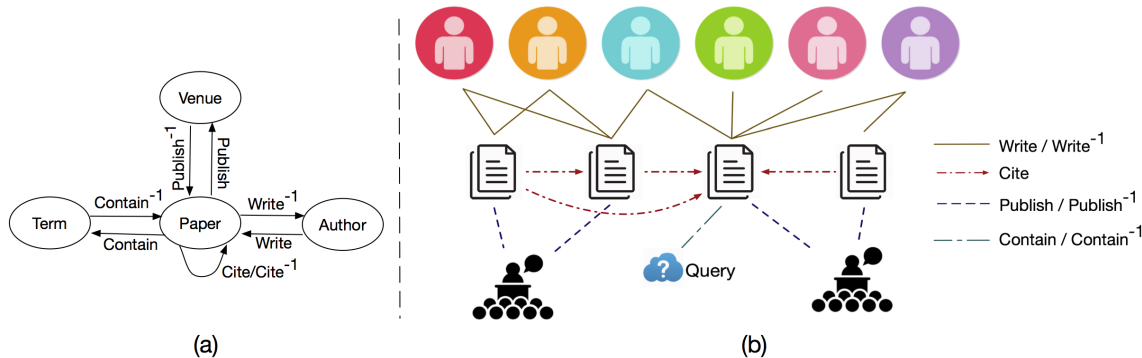 Venue
Publish⁻¹
Publish
Contain⁻¹
Write⁻¹
Term
Paper
Author
Contain
Write
Cite/Cite⁻¹
(a)
Write / Write⁻¹
Cite
Publish / Publish⁻¹
Contain / Contain⁻¹
?
Query
(b)